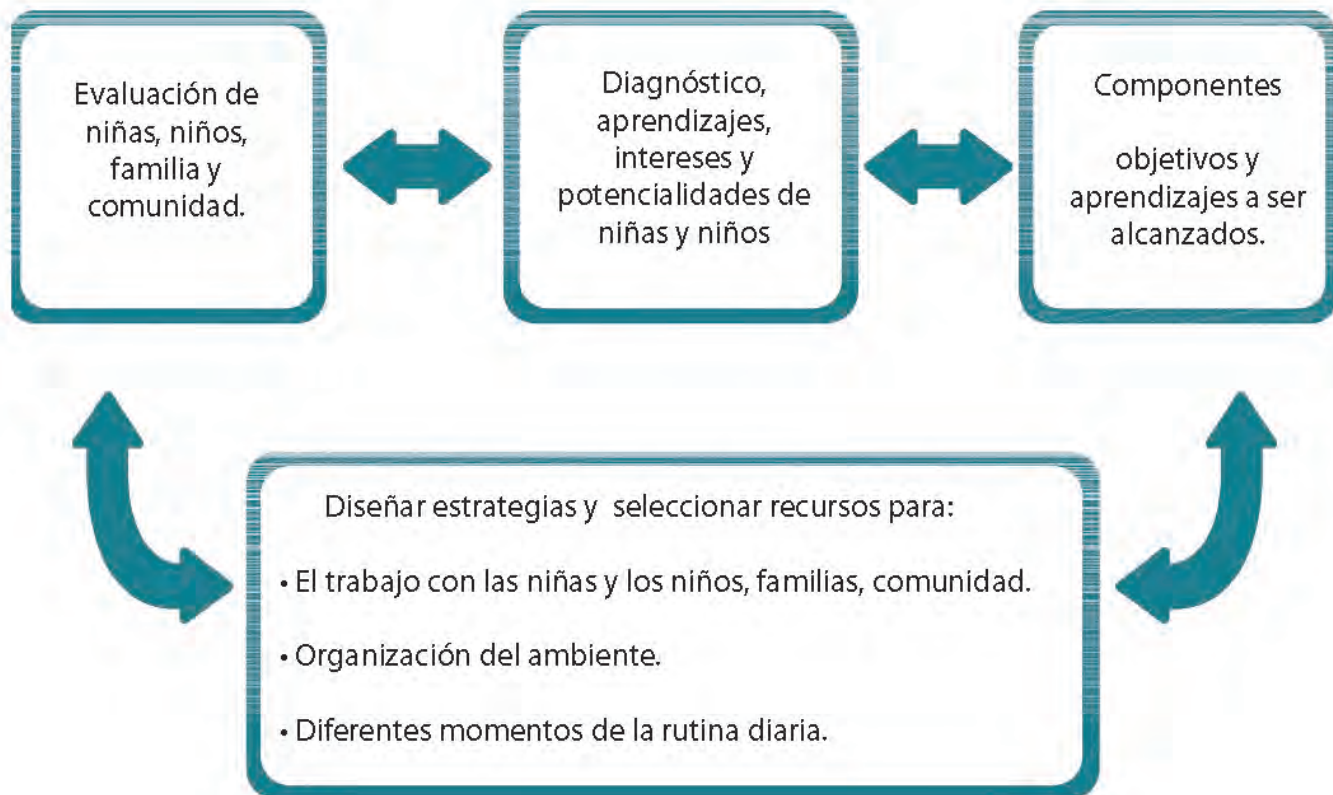 Evaluación de
niñas, niños,
familia y
comunidad.
Diagnóstico,
aprendizajes,
intereses y
potencialidades de
niñas y niños
Componentes
objetivos y
aprendizajes a ser
alcanzados.
Diseñar estrategias y seleccionar recursos para:
• El trabajo con las niñas y los niños, familias, comunidad.
• Organización del ambiente.
• Diferentes momentos de la rutina diaria.